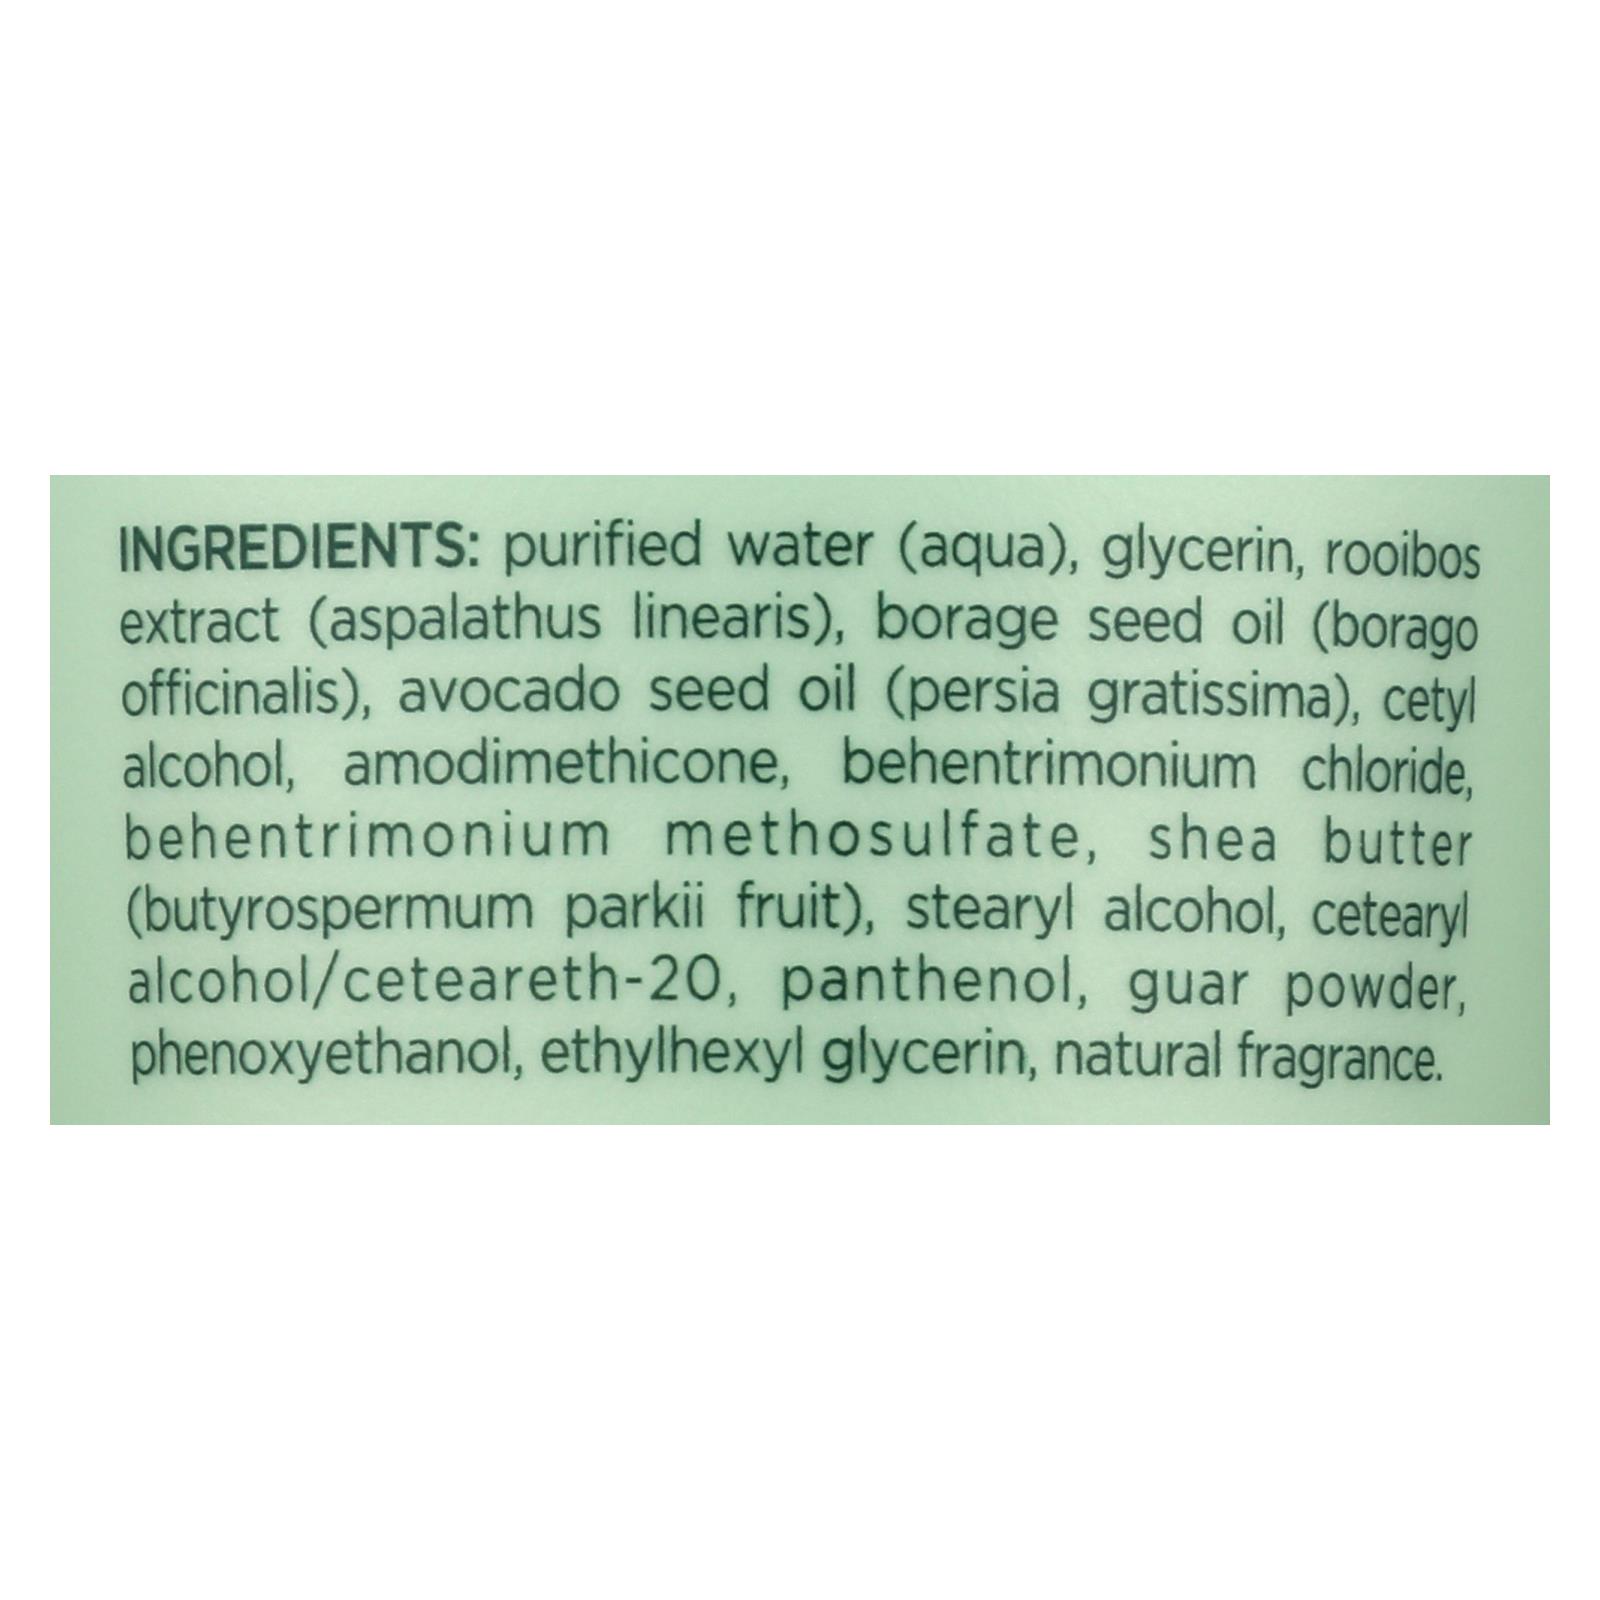 INGREDIENTS: purified water (aqua), glycerin, rooibos
extract (aspalathus linearis), borage seed oil (borago
officinalis), avocado seed oil (persia gratissima), cetyl
alcohol, amodimethicone, behentrimonium chloride,
behentrimonium methosulfate, shea butter
(butyrospermum parkii fruit), stearyl alcohol, cetearyl
alcohol/ceteareth-20, panthenol, guar powder,
phenoxyethanol, ethylhexyl glycerin, natural fragrance.